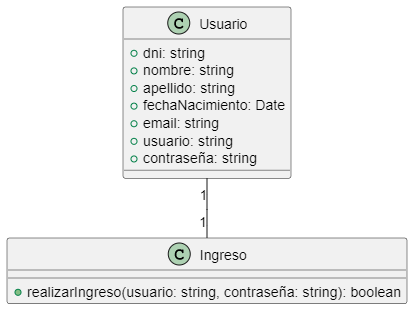 C Usuario
dni: string
nombre: string
apellido: string
fechaNacimiento: Date
email: string
usuario: string
contraseña: string
1
1
C Ingreso
realizarIngreso(usuario: string, contraseña: string): boolean